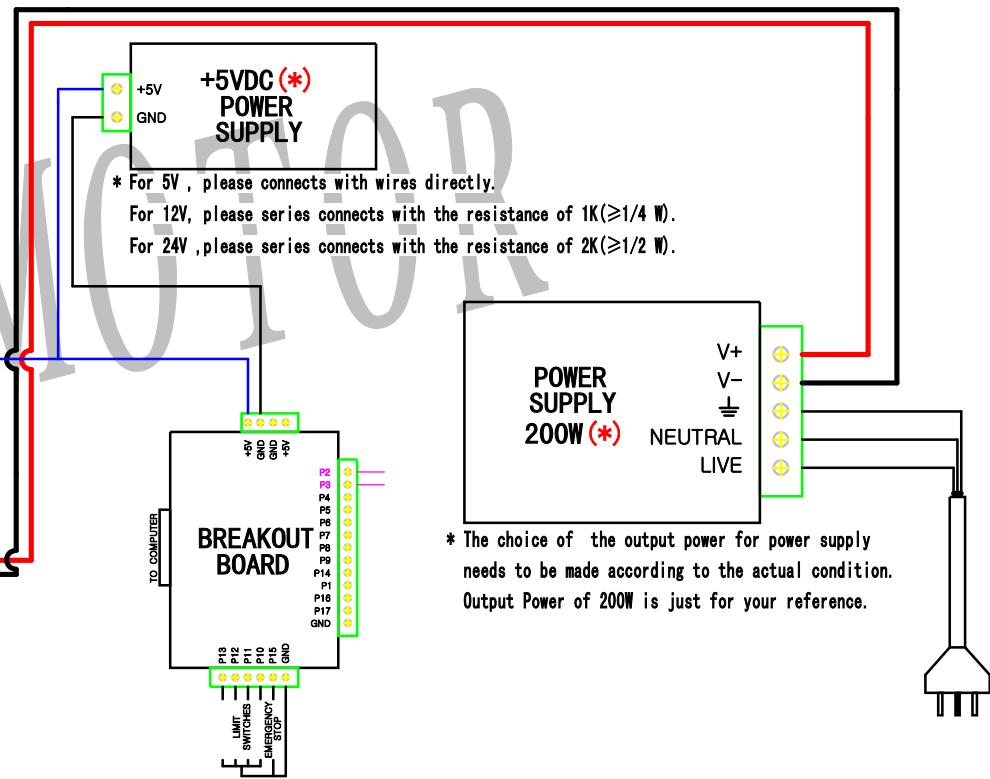 MOTOR
+5VDC(*)
POWER
SUPPLY
+5V
GND
* For 5V , please connects with wires directly.
For 12V, please series connects with the resistance of 1K(≥1/4 W).
For 24V ,please series connects with the resistance of 2K(≥1/2 W).
POWER
SUPPLY
200W(*)
V+
V-
NEUTRAL
LIVE
* The choice of the output power for power supply
needs to be made according to the actual condition.
Output Power of 200W is just for your reference.
+5V
GND
GND
+5V
TO COMPUTER
BREAKOUT
BOARD
P2
P3
P4
P5
P6
P7
P8
P9
P14
P1
P16
P17
GND
P13
P12
P11
P10
P15
GND
LIMIT
SWITCHES
EMERGENCY
STOP